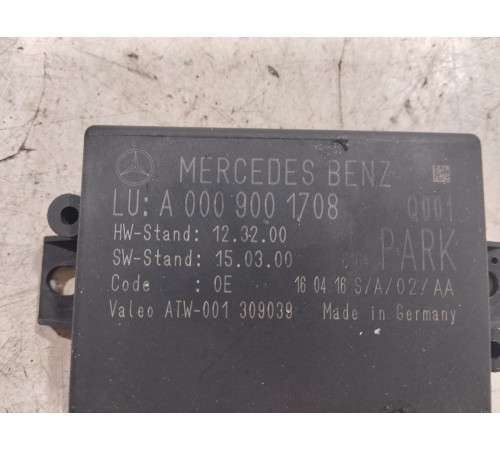 MERCEDES BENZ
LU: A 000 900 1708 Q001
HW-Stand: 12.32.00
SW-Stand: 15.03.00 PARK
Code : 0E 16 04 16 S/A/02/AA
Valeo ATW-001 309039 Made in Germany